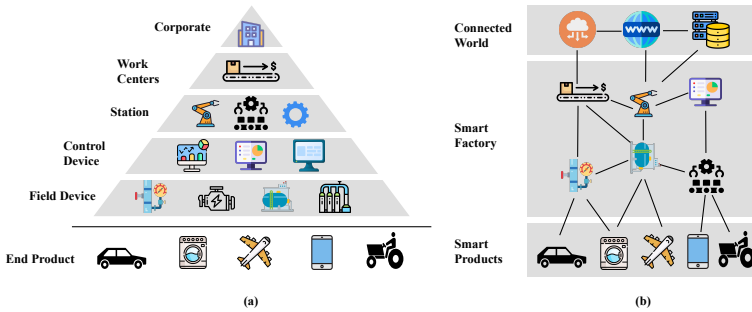 Corporate
Work
Centers
$
Station
Control
Device
Field Device
End Product
(a)
Connected
World
WWW
$
Smart
Factory
Smart
Products
(b)